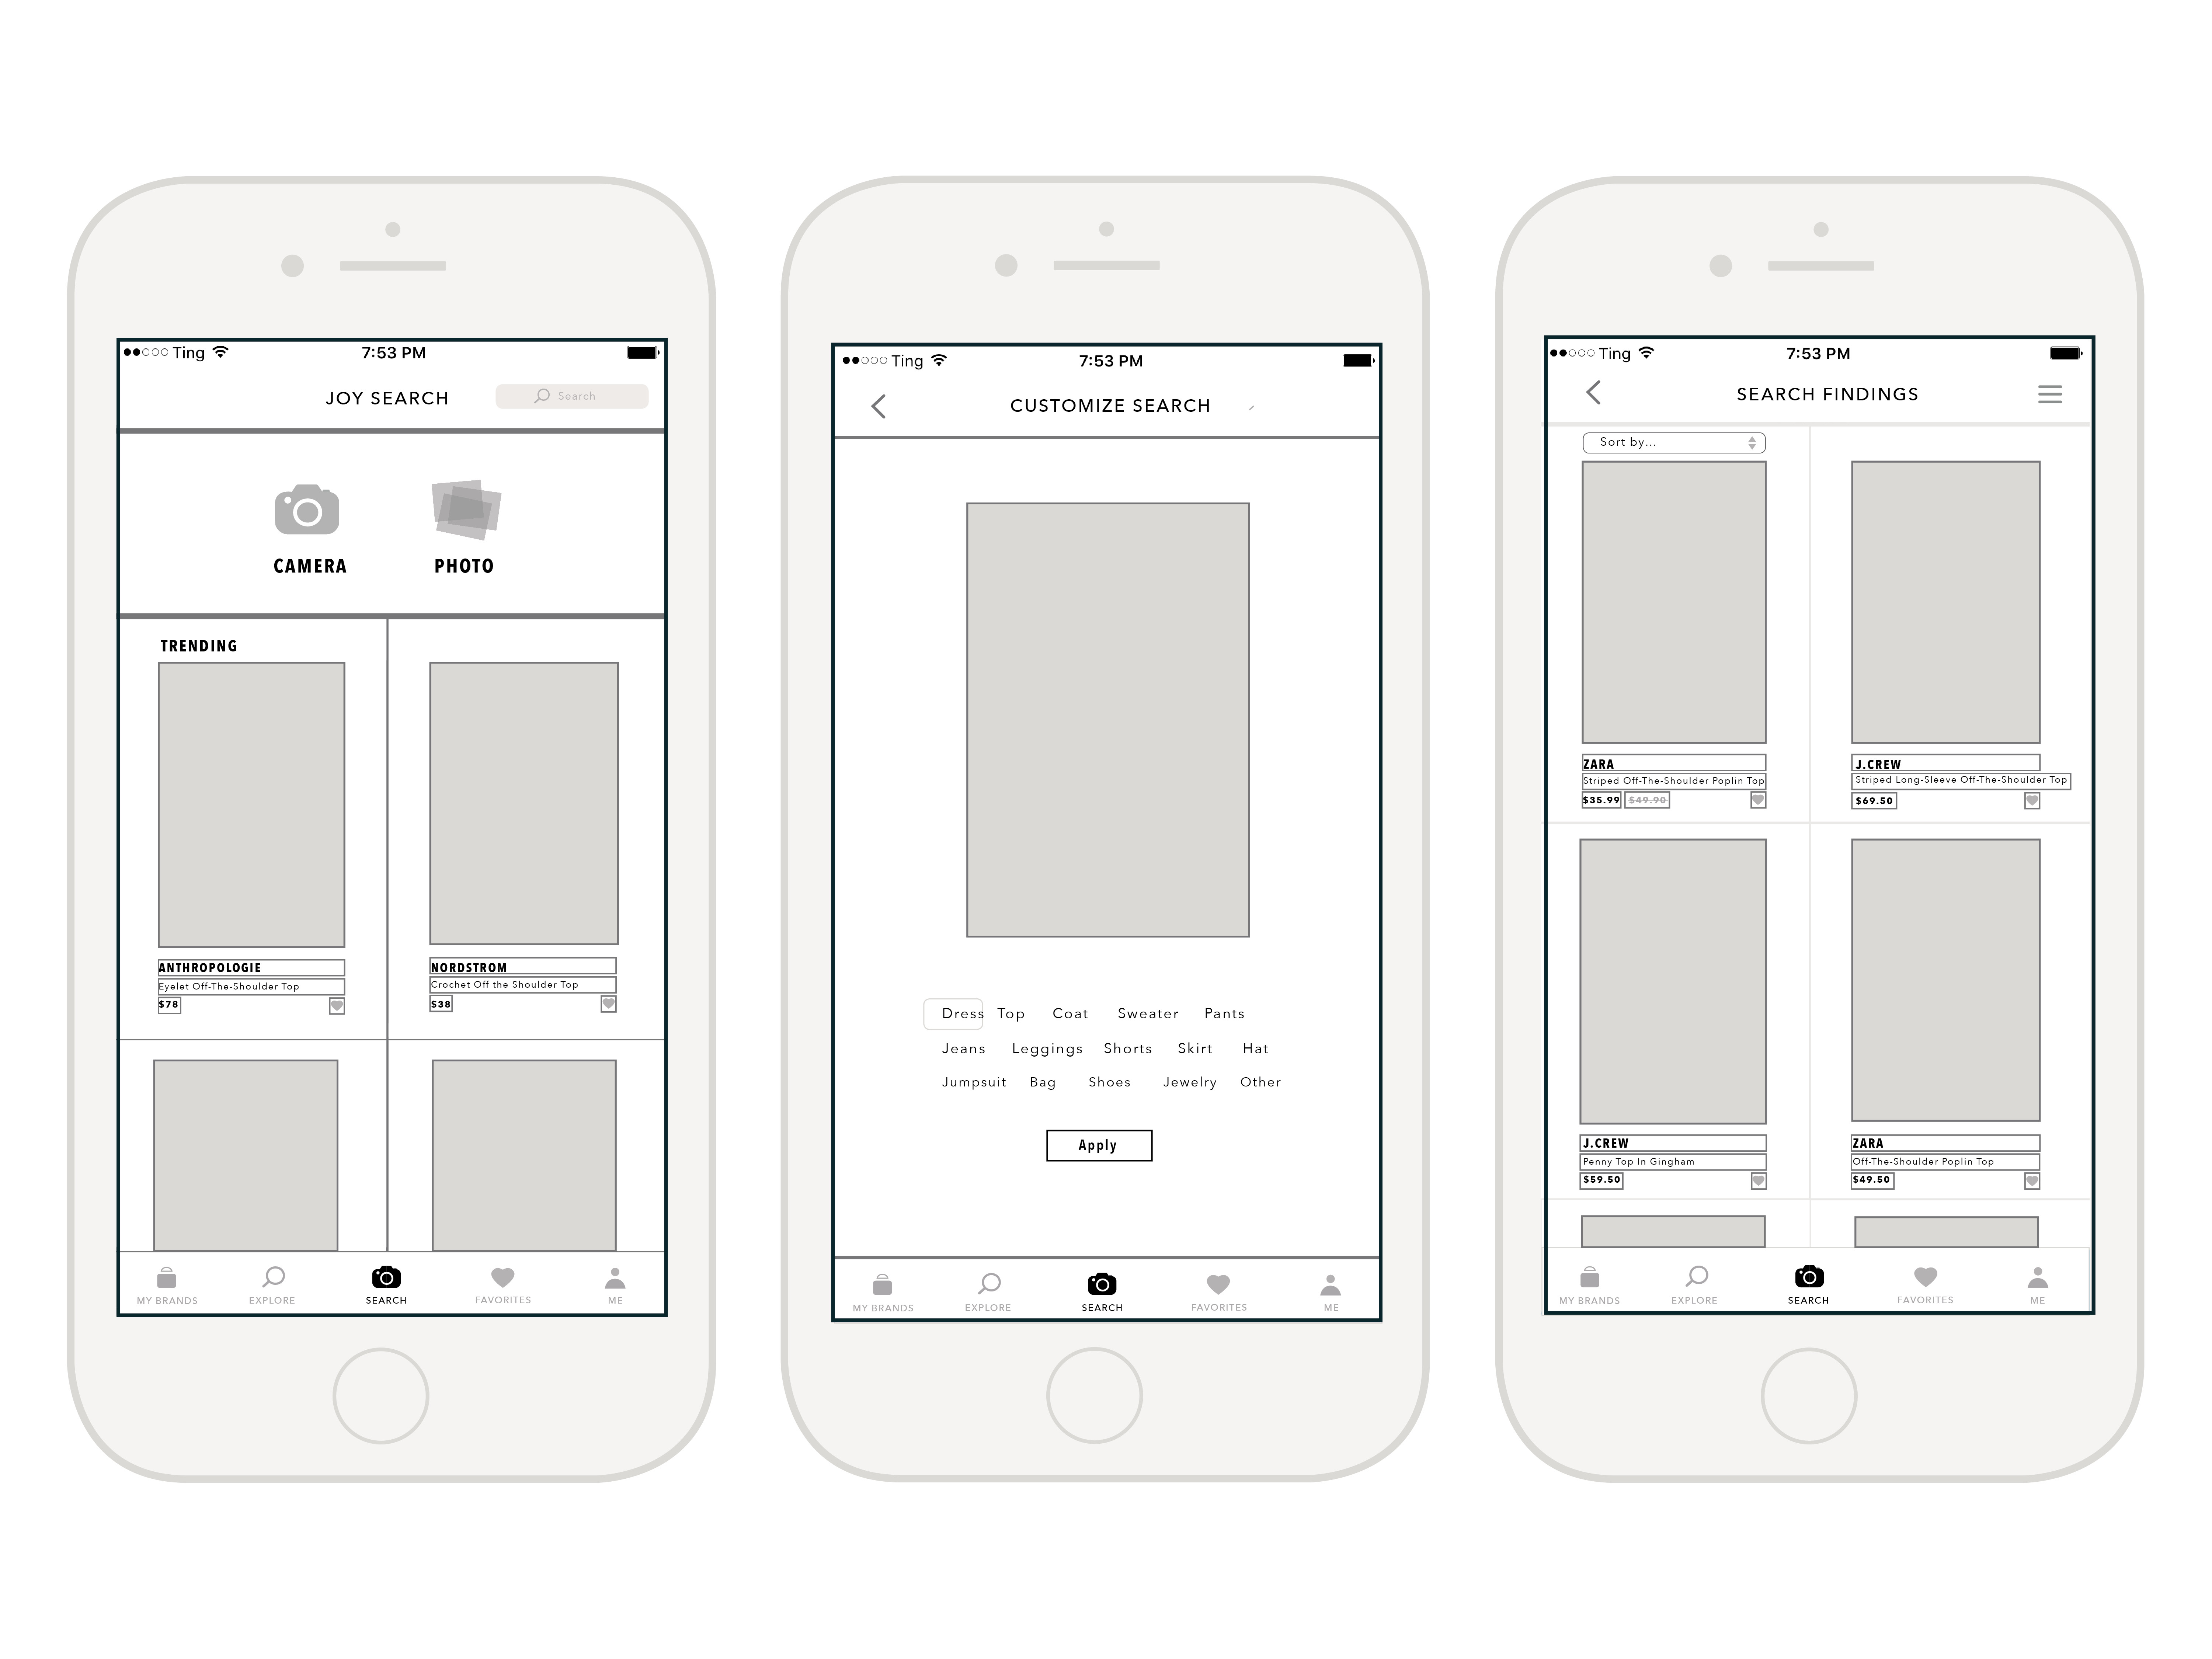 Ting 7:53 PM
JOY SEARCH Search
CAMERA PHOTO
TRENDING
ANTHROPOLOGIE NORDSTROM
Eyelet Off-The-Shoulder Top Crochet Off the Shoulder Top
$78 $38
MY BRANDS EXPLORE SEARCH FAVORITES ME
Ting 7:53 PM
CUSTOMIZE SEARCH
Dress Top Coat Sweater Pants
Jeans Leggings Shorts Skirt Hat
Jumpsuit Bag Shoes Jewelry Other
Apply
MY BRANDS EXPLORE SEARCH FAVORITES ME
Ting 7:53 PM
SEARCH FINDINGS
Sort by...
ZARA J.CREW
Striped Off-The-Shoulder Poplin Top Striped Long-Sleeve Off-The-Shoulder Top
$35.99 $49.90 $69.50
J.CREW ZARA
Penny Top In Gingham Off-The-Shoulder Poplin Top
$59.50 $49.50
MY BRANDS EXPLORE SEARCH FAVORITES ME